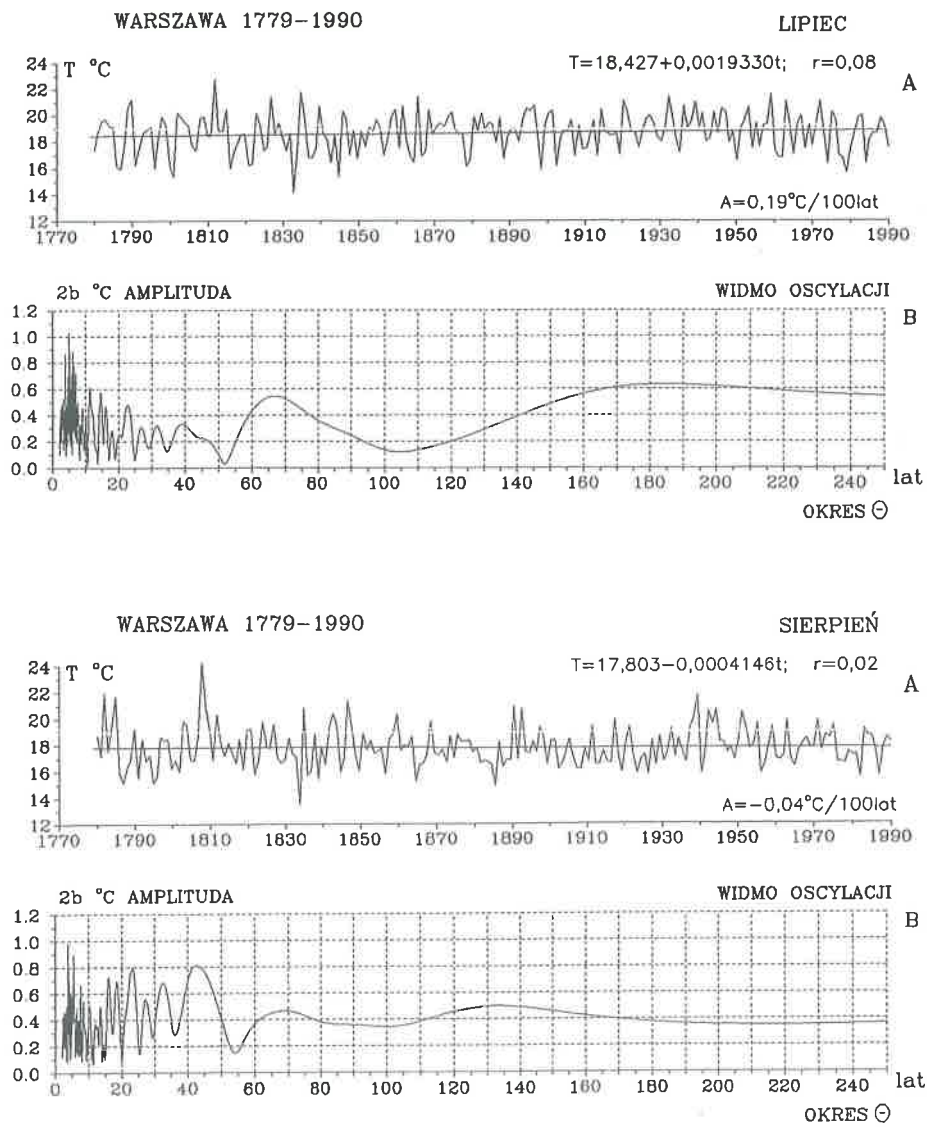 WARSZAWA 1779–1990
LIPIEC
T °C
T=18,427+0,0019330t; r=0,08
A
24
22
20
18
16
14
12
A=0,19°C/100lat
1770 1790 1810 1830 1850 1870 1890 1910 1930 1950 1970 1990
2b °C AMPLITUDA
WIDMO OSCYLACJI
B
1.2
1.0
0.8
0.6
0.4
0.2
0.0
0 20 40 60 80 100 120 140 160 180 200 220 240 lat
OKRES Θ
WARSZAWA 1779–1990
SIERPIEŃ
T °C
T=17,803–0,0004146t; r=0,02
A
24
22
20
18
16
14
12
A=–0,04°C/100lat
1770 1790 1810 1830 1850 1870 1890 1910 1930 1950 1970 1990
2b °C AMPLITUDA
WIDMO OSCYLACJI
B
1.2
1.0
0.8
0.6
0.4
0.2
0.0
0 20 40 60 80 100 120 140 160 180 200 220 240 lat
OKRES Θ